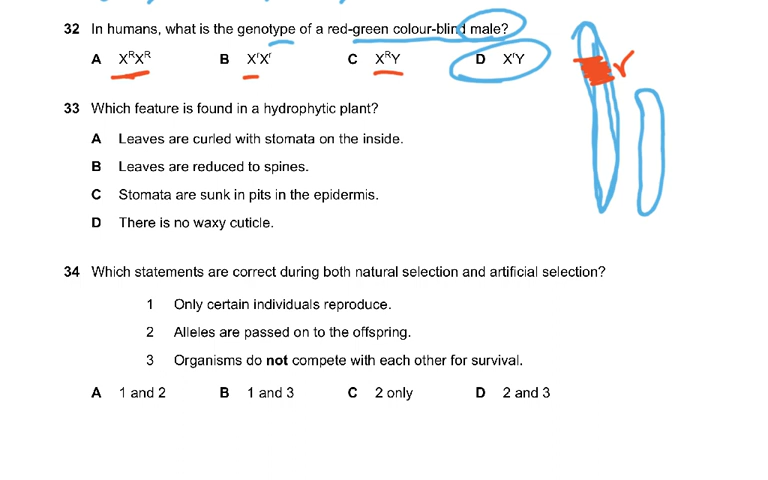 32 In humans, what is the genotype of a red-green colour-blind male?
A XᴿXᴿ B XʳXʳ C XᴿY D XʳY
r
33 Which feature is found in a hydrophytic plant?
A Leaves are curled with stomata on the inside.
B Leaves are reduced to spines.
C Stomata are sunk in pits in the epidermis.
D There is no waxy cuticle.
34 Which statements are correct during both natural selection and artificial selection?
1 Only certain individuals reproduce.
2 Alleles are passed on to the offspring.
3 Organisms do not compete with each other for survival.
A 1 and 2 B 1 and 3 C 2 only D 2 and 3